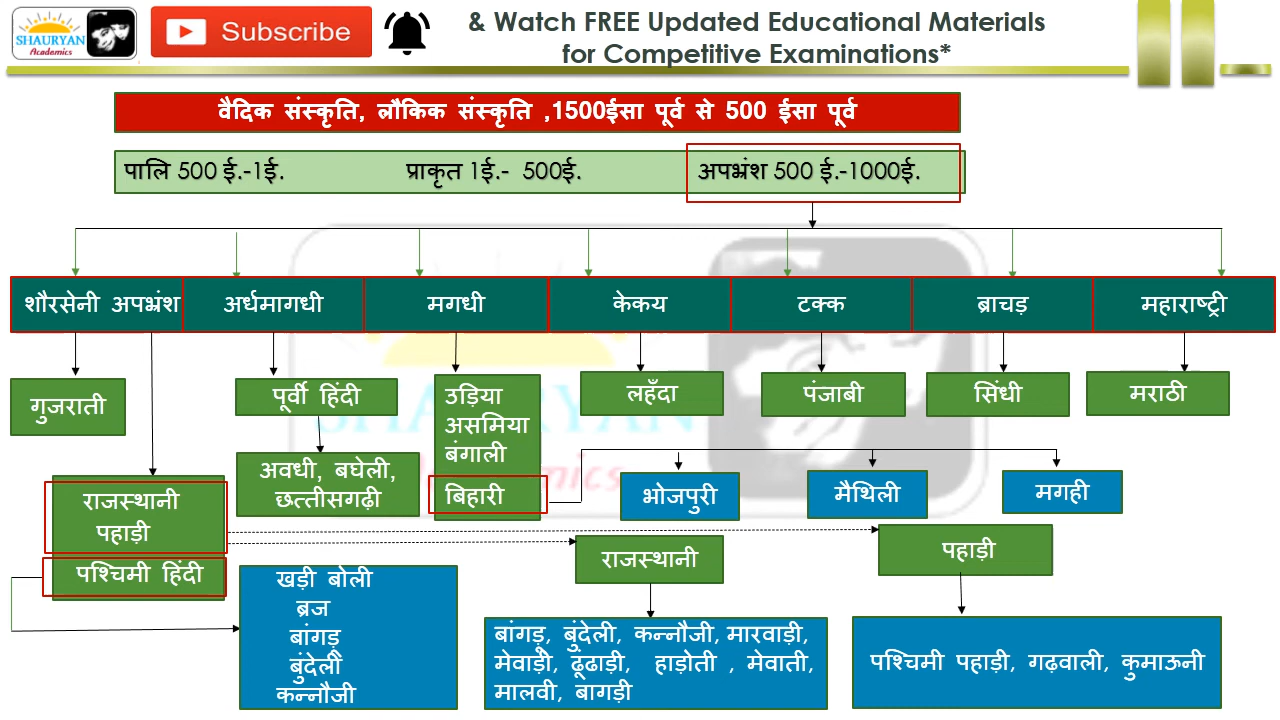 SHAURYAN
Academics
Subscribe
& Watch FREE Updated Educational Materials
for Competitive Examinations*
वैदिक संस्कृति, लौकिक संस्कृति ,1500ईसा पूर्व से 500 ईसा पूर्व
पालि 500 ई.-1ई. प्राकृत 1ई.- 500ई. अपभ्रंश 500 ई.-1000ई.
शौरसेनी अपभ्रंश अर्धमागधी मगधी केकय टक्क ब्राचड़ महाराष्ट्री
गुजराती
पूर्वी हिंदी
अवधी, बघेली,
छत्तीसगढ़ी
उड़िया
असमिया
बंगाली
बिहारी
लहँदा
पंजाबी
सिंधी
मराठी
भोजपुरी
मैथिली
मगही
राजस्थानी
पहाड़ी
पश्चिमी हिंदी
खड़ी बोली
ब्रज
बांगड़ू
बुंदेली
कन्नौजी
राजस्थानी
बांगड़ू, बुंदेली, कन्नौजी, मारवाड़ी,
मेवाड़ी, ढूढाड़ी, हाड़ोती , मेवाती,
मालवी, बागड़ी
पहाड़ी
पश्चिमी पहाड़ी, गढ़वाली, कुमाऊनी
SHAURYAN
Academics